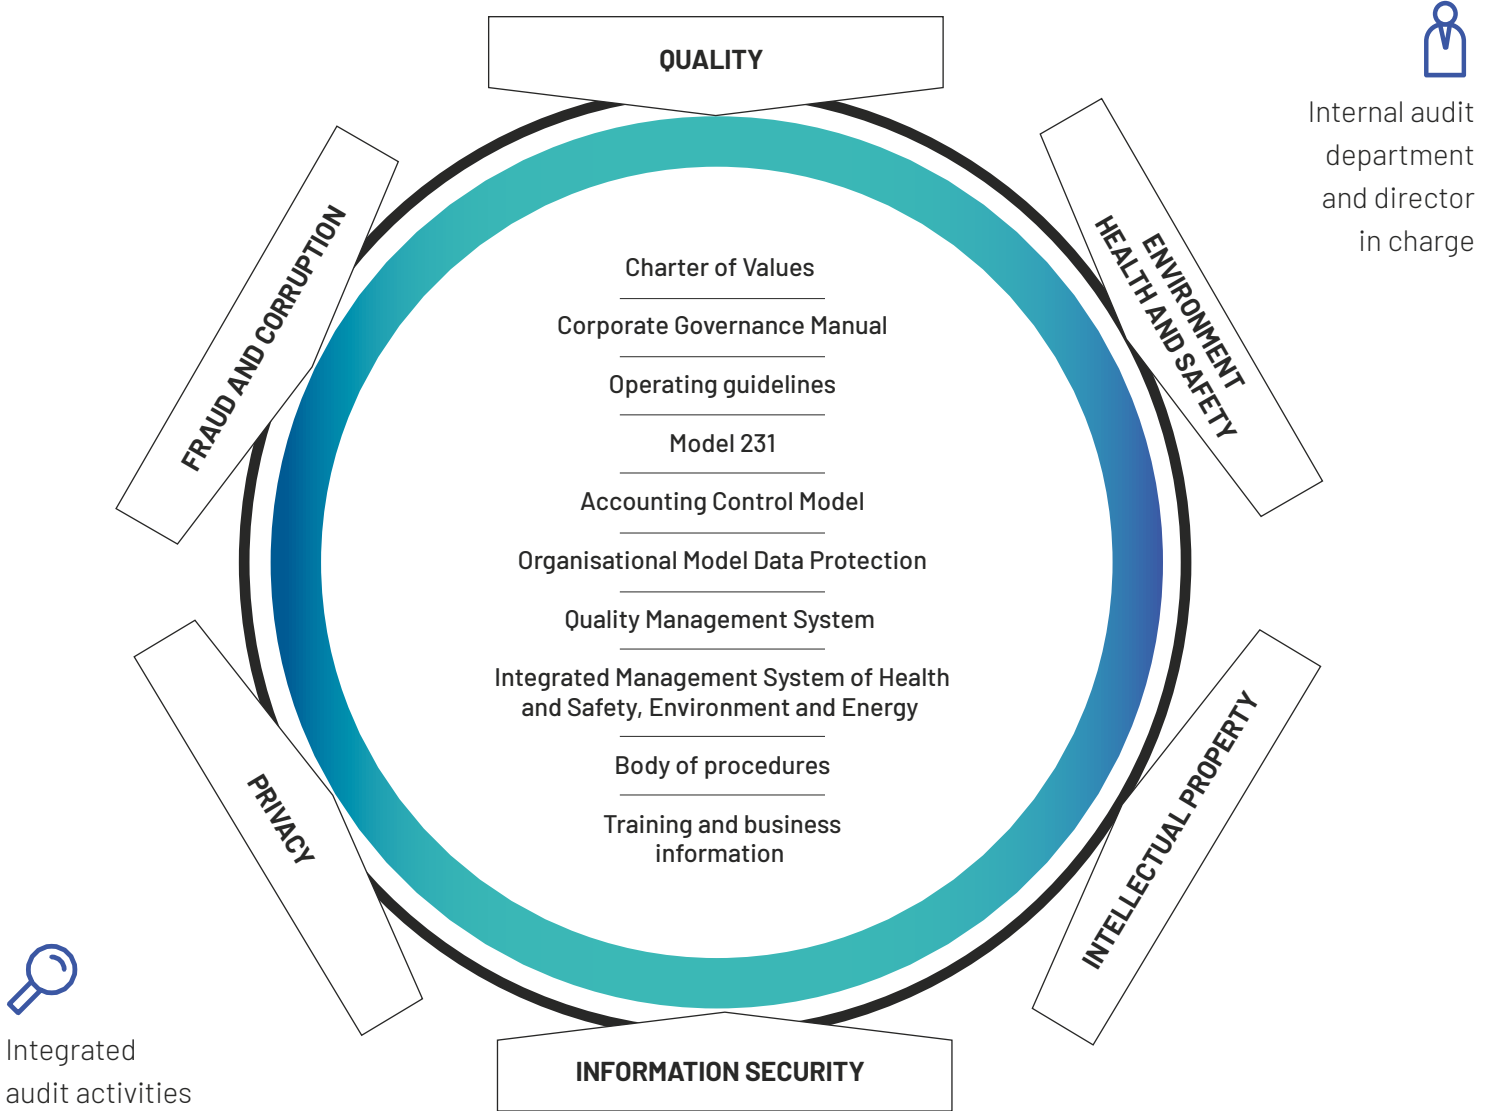 QUALITY
Internal audit
department
and director
in charge
ENVIRONMENT
HEALTH AND SAFETY
FRAUD AND CORRUPTION
Charter of Values
Corporate Governance Manual
Operating guidelines
Model 231
Accounting Control Model
Organisational Model Data Protection
Quality Management System
Integrated Management System of Health
and Safety, Environment and Energy
Body of procedures
Training and business
information
PRIVACY
INTELLECTUAL PROPERTY
INFORMATION SECURITY
Integrated
audit activities